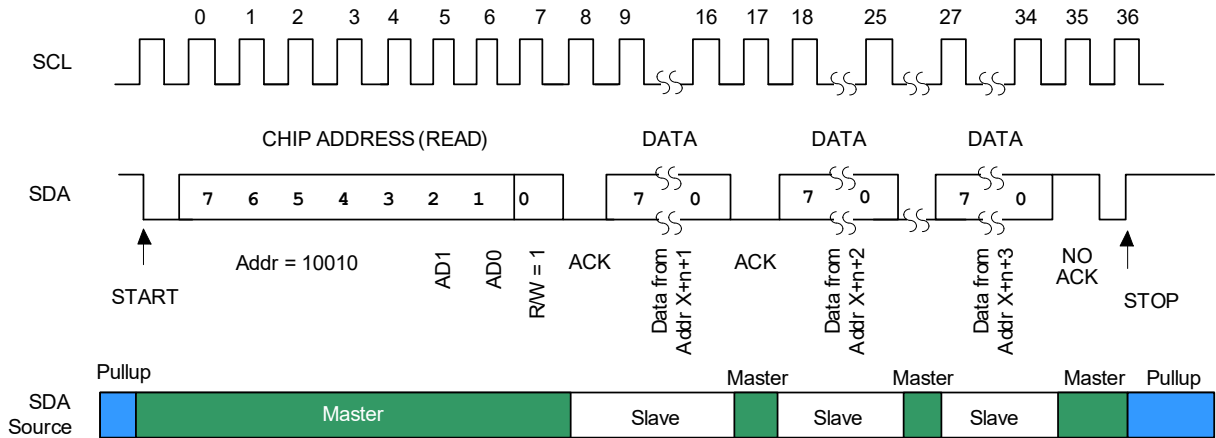 0 1 2 3 4 5 6 7 8 9 16 17 18 25 27 34 35 36
SCL
CHIP ADDRESS (READ) DATA DATA DATA
SDA 7 6 5 4 3 2 1 0 7 0 7 0 7 0
START
Addr = 10010
AD1
AD0
R/W = 1
ACK
Data from
Addr X+n+1
ACK
Data from
Addr X+n+2
Data from
Addr X+n+3
NO
ACK
STOP
Pullup Master Master Master Pullup
SDA
Source
Master Slave Slave Slave